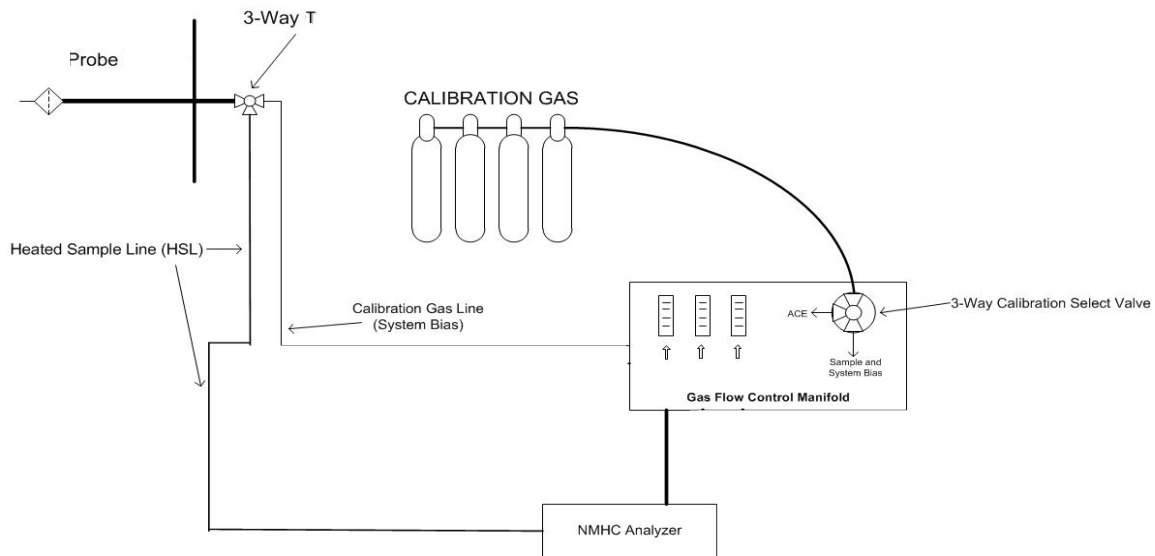 3-Way T
Probe
CALIBRATION GAS
Heated Sample Line (HSL)
Calibration Gas Line
(System Bias)
ACE
3-Way Calibration Select Valve
Sample and
System Bias
Gas Flow Control Manifold
NMHC Analyzer